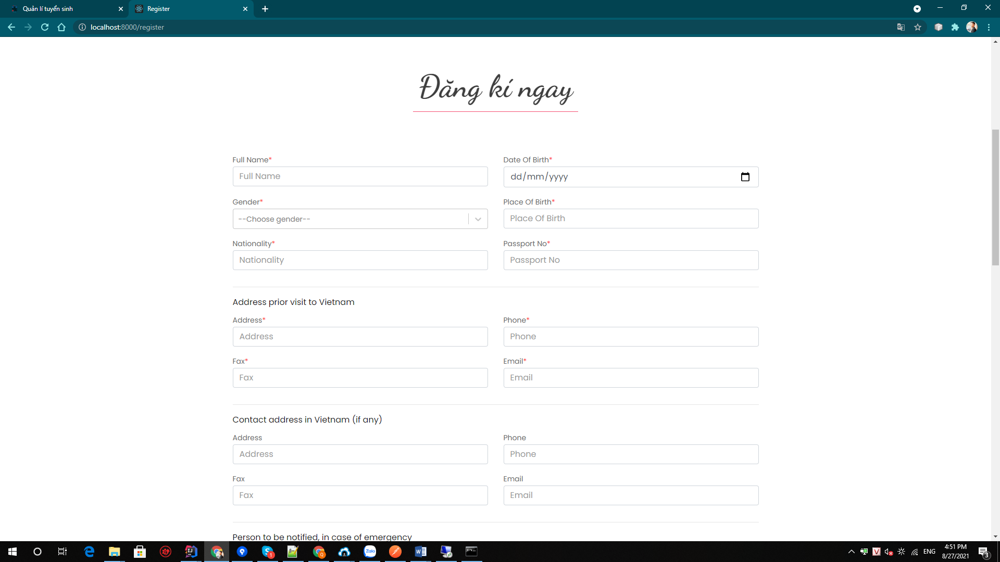 Quản lí tuyển sinh
Register
localhost:8000/register
Đăng kí ngay
Full Name*
Date Of Birth*
Full Name
dd/mm/yyyy
Gender*
Place Of Birth*
--Choose gender--
Place Of Birth
Nationality*
Passport No*
Nationality
Passport No
Address prior visit to Vietnam
Address*
Phone*
Address
Phone
Fax*
Email*
Fax
Email
Contact address in Vietnam (if any)
Address
Phone
Address
Phone
Fax
Email
Fax
Email
Person to be notified, in case of emergency
Zalo
ENG
4:51 PM
8/27/2021
3